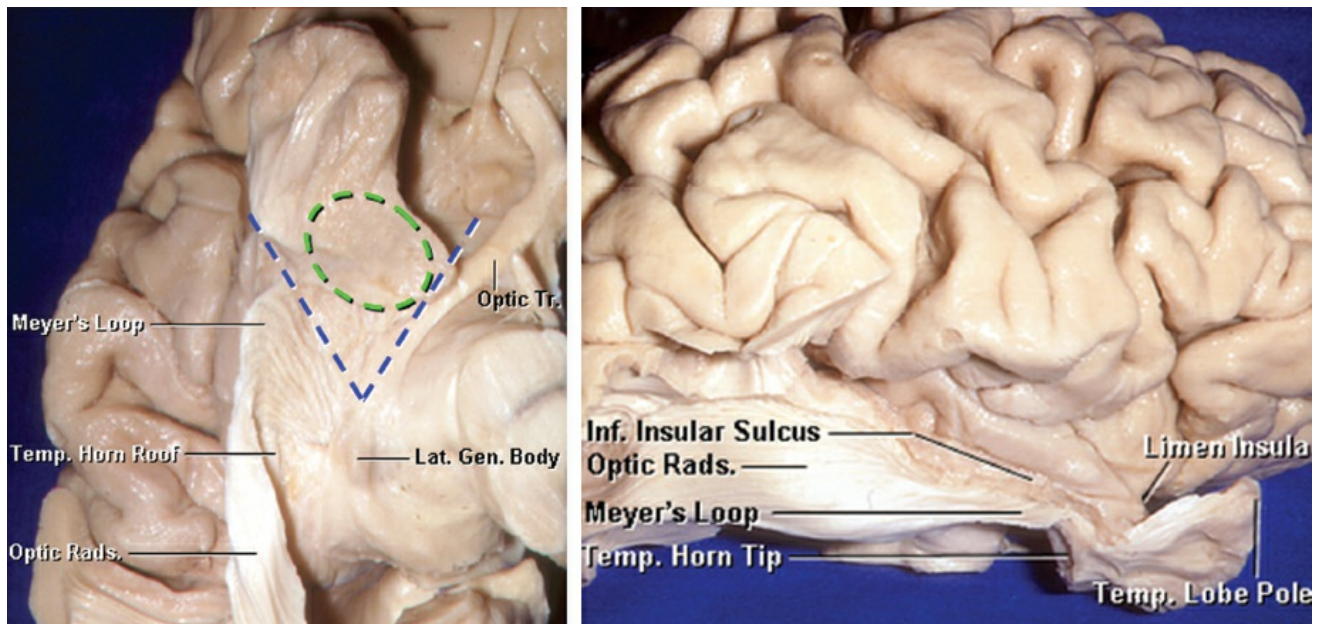 Optic Tr.
Meyer's Loop
Temp. Horn Roof
Lat. Gen. Body
Optic Rads.
Inf. Insular Sulcus
Limen Insula
Optic Rads.
Meyer's Loop
Temp. Horn Tip
Temp. Lobe Pole